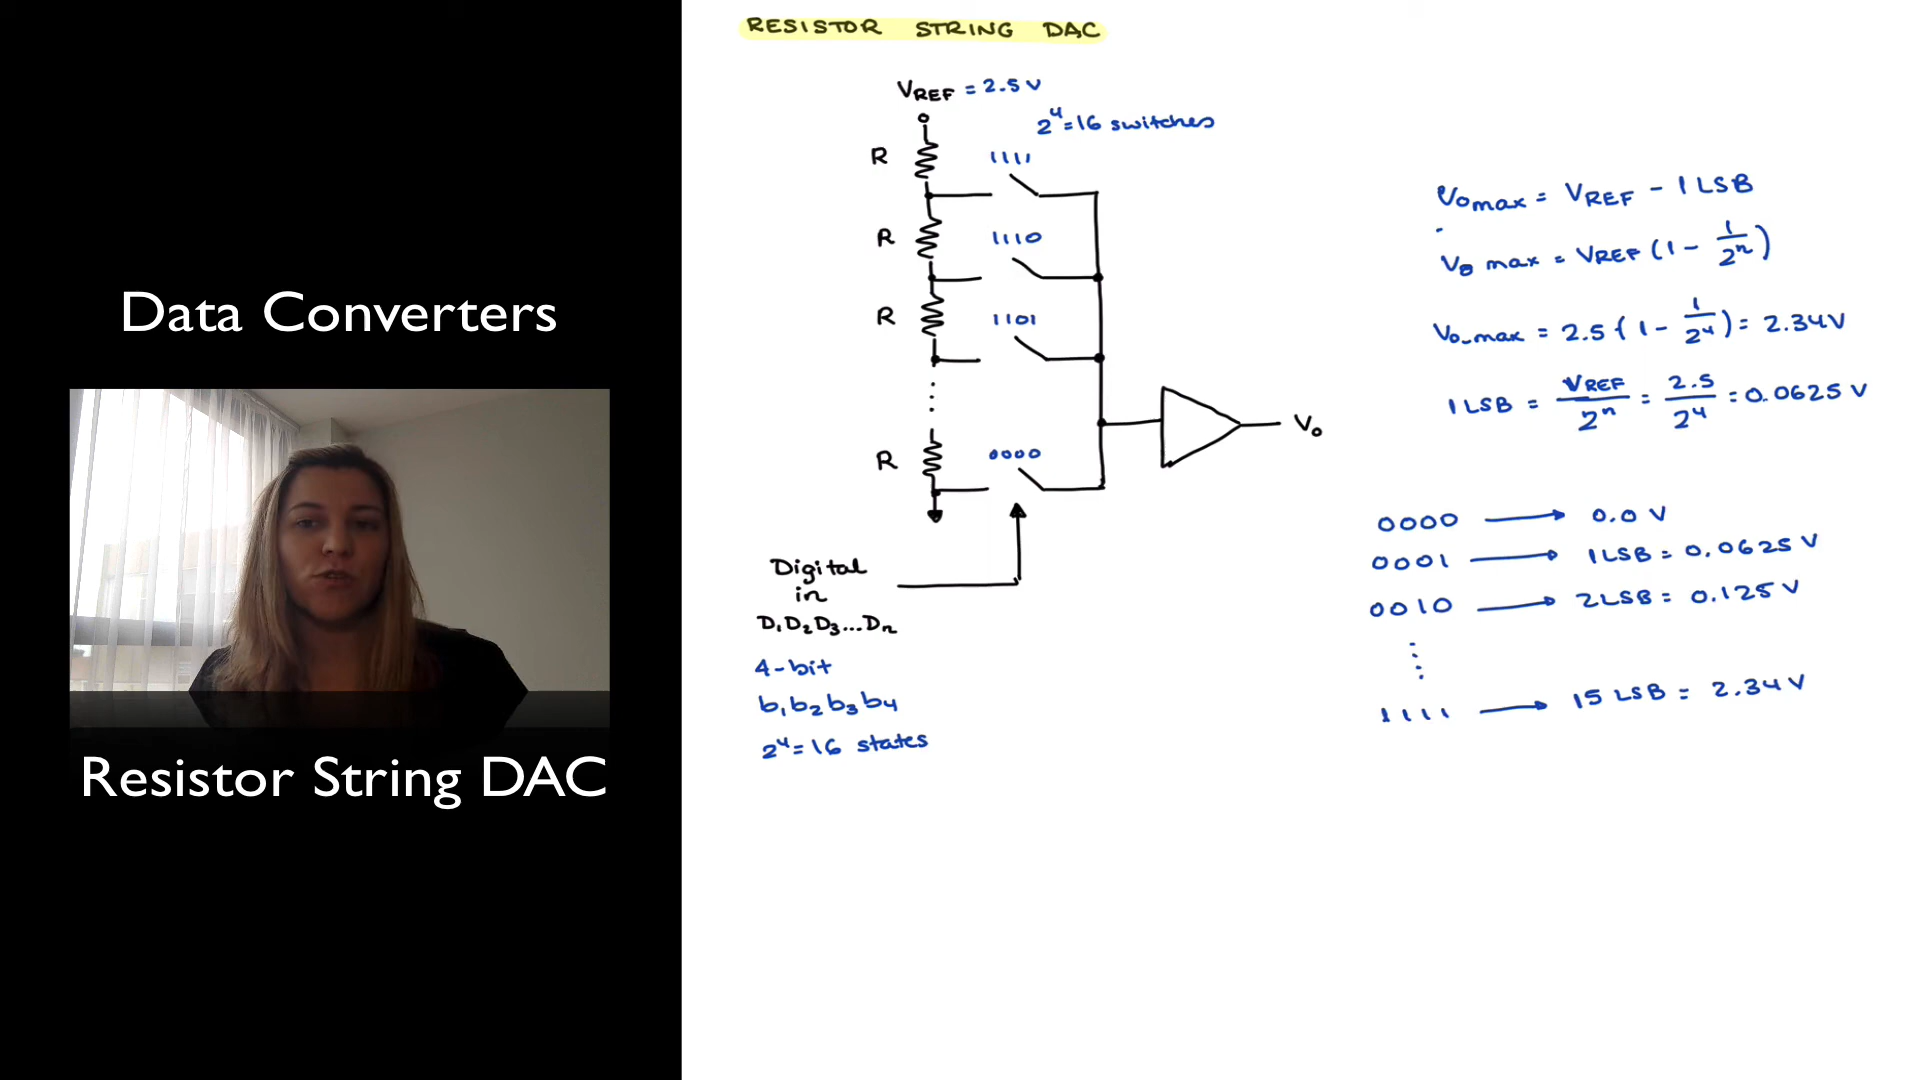 Data Converters
Resistor String DAC
RESISTOR STRING DAC
VREF = 2.5 V
2⁴=16 switches
R
1111
R
1110
R
1101
R
0000
Vo
Digital
in
D₁D₂D₃...Dn
4-bit
b₁b₂b₃b₄
2⁴=16 states
Vomax = VREF - 1 LSB
Vo max = VREF (1 - 1/2ⁿ)
Vo-max = 2.5 (1 - 1/2⁴) = 2.34V
1 LSB = VREF/2ⁿ = 2.5/2⁴ = 0.0625 V
0000 → 0.0 V
0001 → 1LSB = 0.0625 V
0010 → 2LSB = 0.125 V
1111 → 15 LSB = 2.34 V